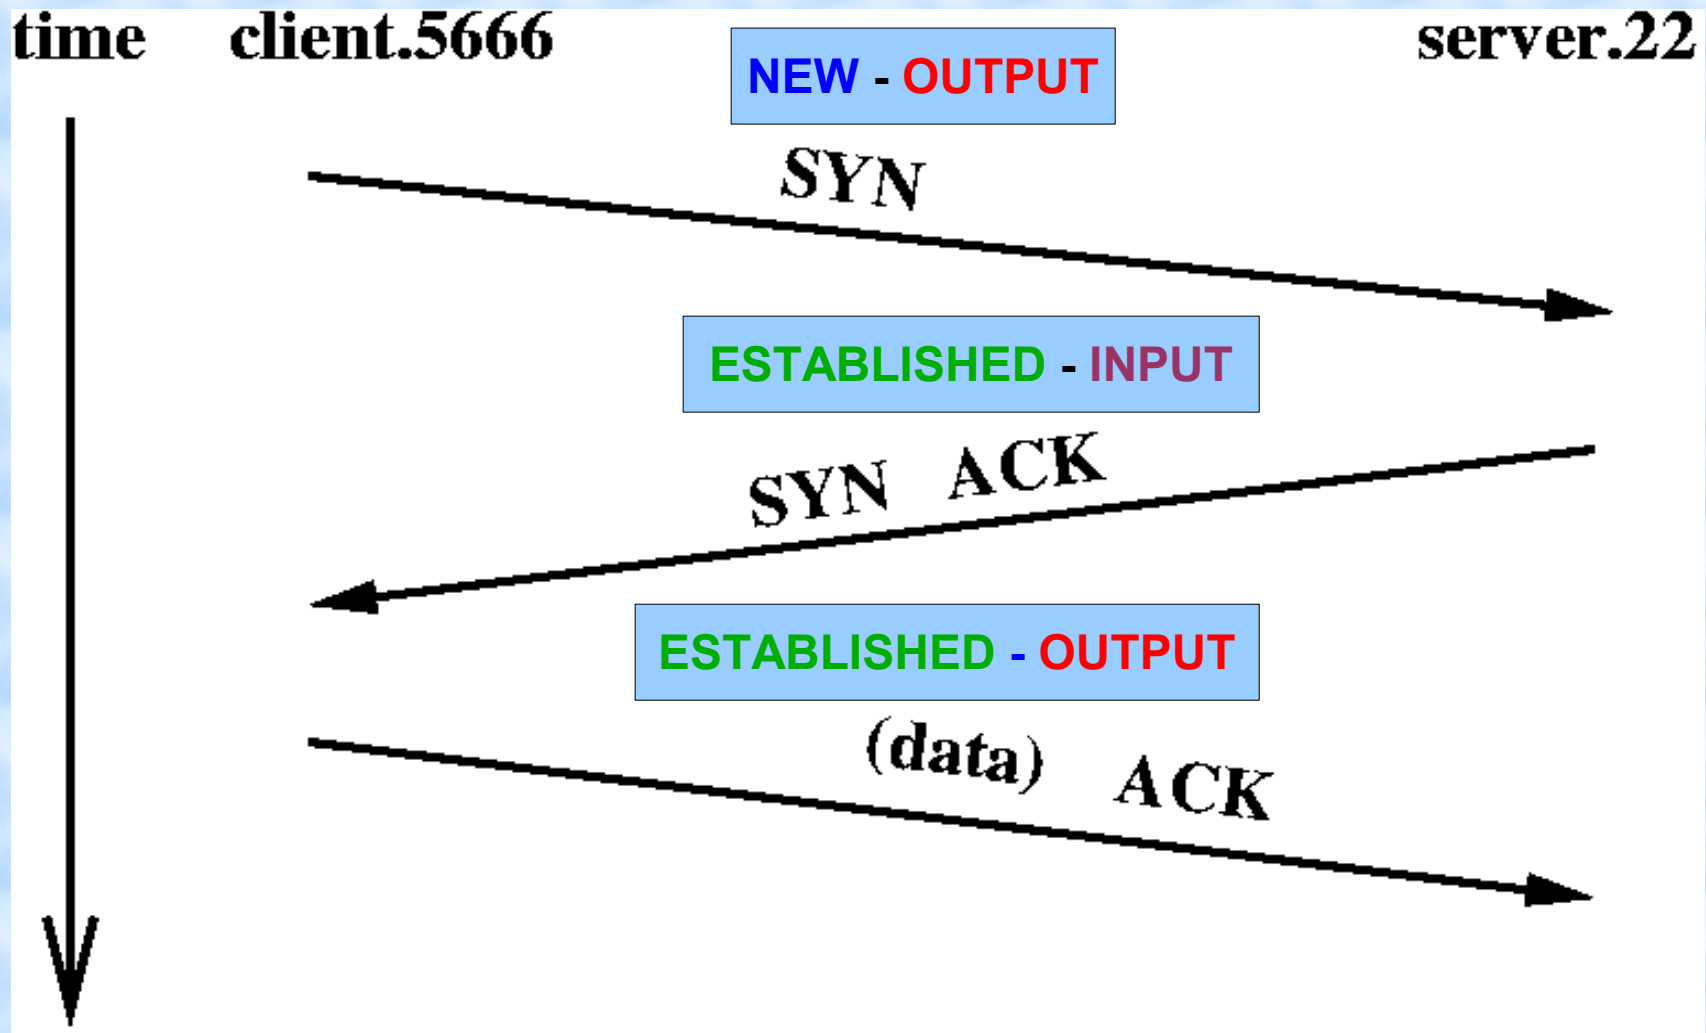 time client.5666 server.22
NEW - OUTPUT
SYN
ESTABLISHED - INPUT
SYN ACK
ESTABLISHED - OUTPUT
(data) ACK